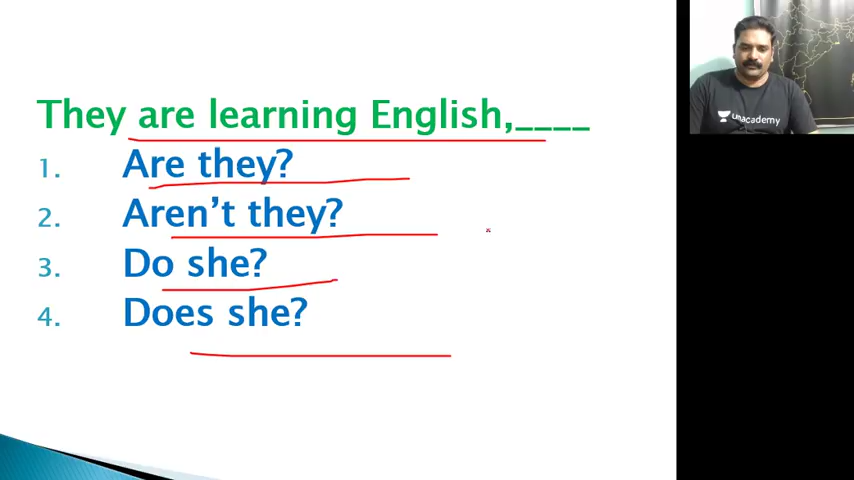 They are learning English,____
1. Are they?
2. Aren’t they?
3. Do she?
4. Does she?
unacademy